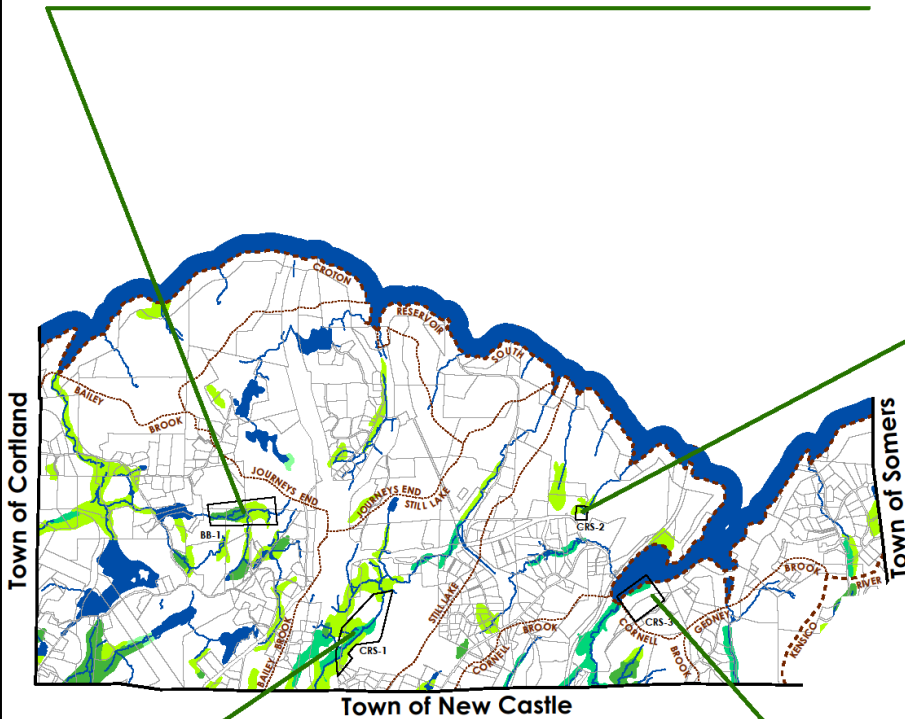 CROTON
RESERVOIR
SOUTH
BAILEY
BROOK
Town of Cortland
Town of Somers
JOURNEYS END
JOURNEYS END
STILL LAKE
BB-1
CRS-2
STILL LAKE
BROOK
RIVER
KENSICO
GEDNEY
BROOK
CORNELL
CRS-3
CORNELL
BROOK
BROOK
BAILEY
CRS-1
Town of New Castle